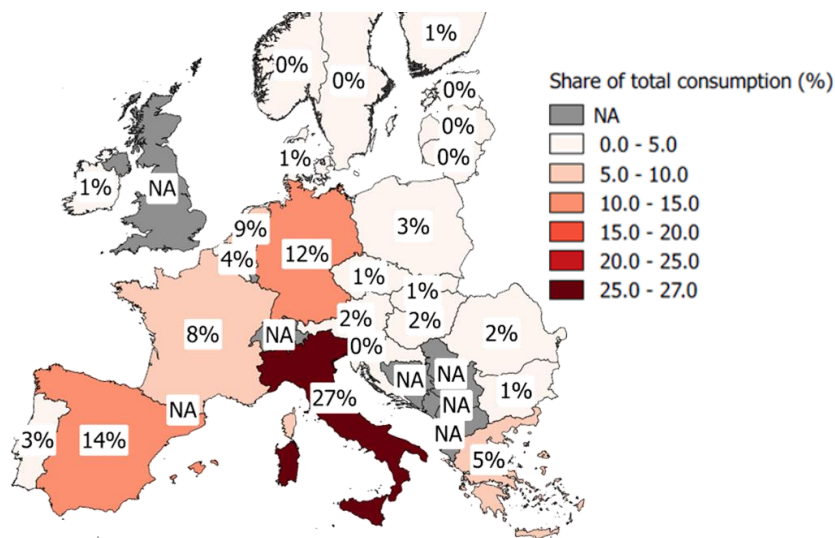 1%
0%
0%
0%
0%
0%
1%
1%
NA
9%
4%
12%
3%
1%
1%
2%
2%
2%
8%
NA
0%
NA
NA
NA
NA
1%
27%
NA
3%
14%
5%
Share of total consumption (%)
NA
0.0 - 5.0
5.0 - 10.0
10.0 - 15.0
15.0 - 20.0
20.0 - 25.0
25.0 - 27.0